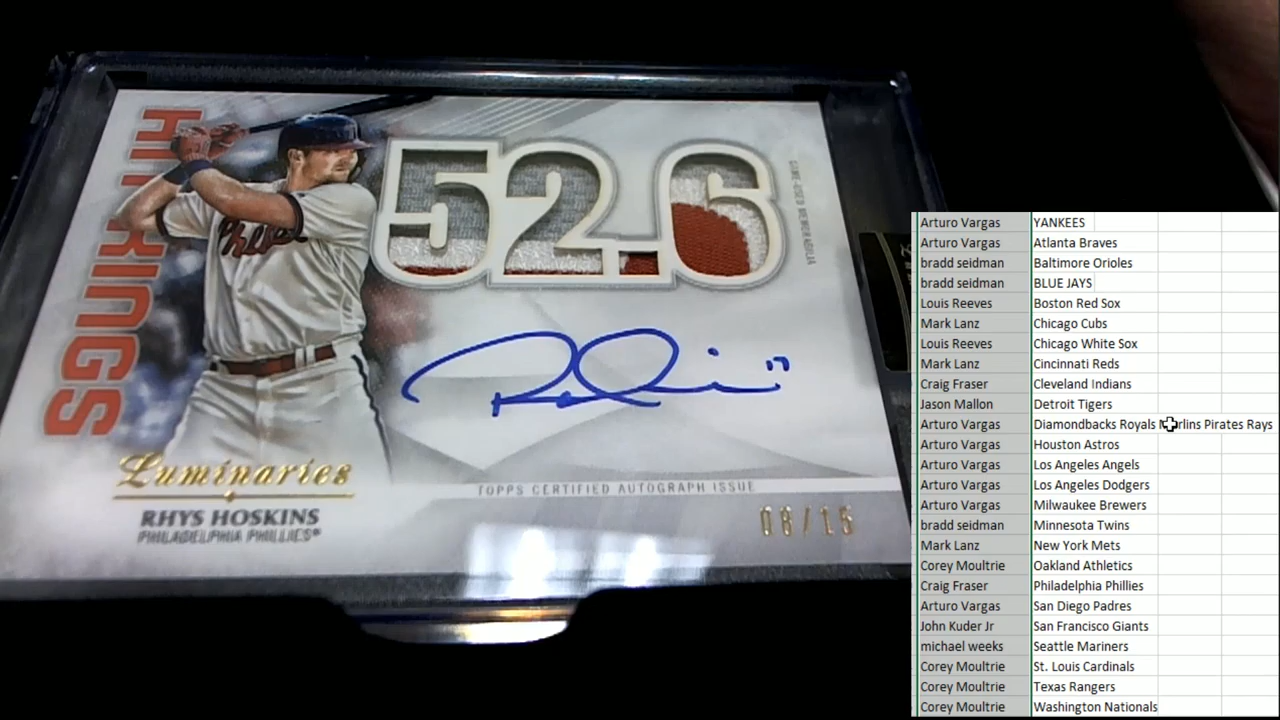 HIT KINGS
Phillies
52.6
GAME-USED MEMORABILIA
17
Luminaries
TOPPS CERTIFIED AUTOGRAPH ISSUE
RHYS HOSKINS
PHILADELPHIA PHILLIES®
08/15
Arturo Vargas YANKEES
Arturo Vargas Atlanta Braves
bradd seidman Baltimore Orioles
bradd seidman BLUE JAYS
Louis Reeves Boston Red Sox
Mark Lanz Chicago Cubs
Louis Reeves Chicago White Sox
Mark Lanz Cincinnati Reds
Craig Fraser Cleveland Indians
Jason Mallon Detroit Tigers
Arturo Vargas Diamondbacks Royals Marlins Pirates Rays
Arturo Vargas Houston Astros
Arturo Vargas Los Angeles Angels
Arturo Vargas Los Angeles Dodgers
Arturo Vargas Milwaukee Brewers
bradd seidman Minnesota Twins
Mark Lanz New York Mets
Corey Moultrie Oakland Athletics
Craig Fraser Philadelphia Phillies
Arturo Vargas San Diego Padres
John Kuder Jr San Francisco Giants
michael weeks Seattle Mariners
Corey Moultrie St. Louis Cardinals
Corey Moultrie Texas Rangers
Corey Moultrie Washington Nationals